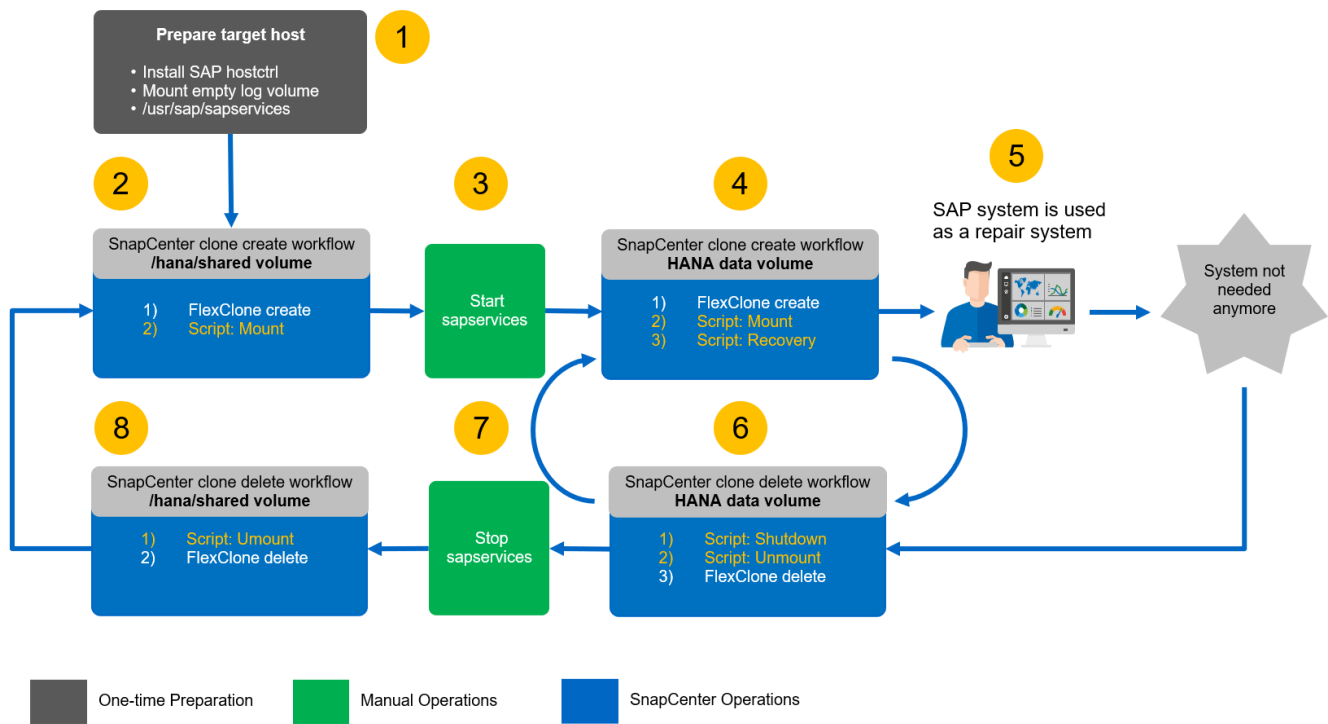 Prepare target host
• Install SAP hostctrl
• Mount empty log volume
• /usr/sap/sapservices
1
2
SnapCenter clone create workflow
/hana/shared volume
1) FlexClone create
2) Script: Mount
3
Start
sapservices
4
SnapCenter clone create workflow
HANA data volume
1) FlexClone create
2) Script: Mount
3) Script: Recovery
5
SAP system is used
as a repair system
System not
needed
anymore
8
SnapCenter clone delete workflow
/hana/shared volume
1) Script: Umount
2) FlexClone delete
7
Stop
sapservices
6
SnapCenter clone delete workflow
HANA data volume
1) Script: Shutdown
2) Script: Unmount
3) FlexClone delete
One-time Preparation
Manual Operations
SnapCenter Operations